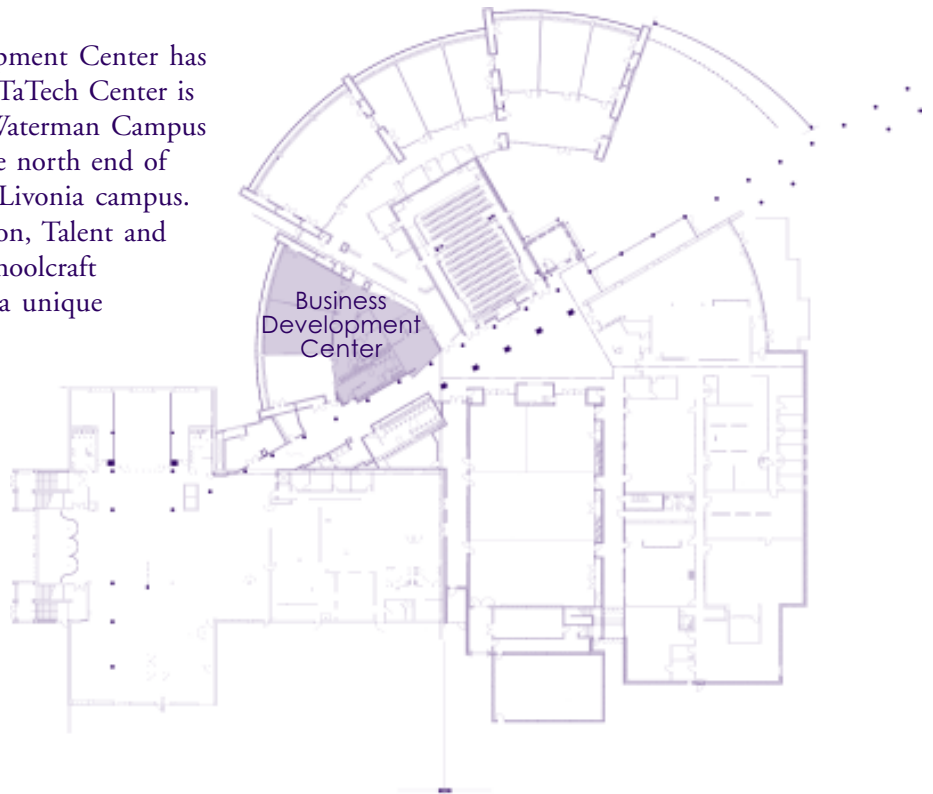 pment Center has
TaTech Center is
Waterman Campus
e north end of
Livonia campus.
on, Talent and
hoolcraft
a unique
Business
Development
Center